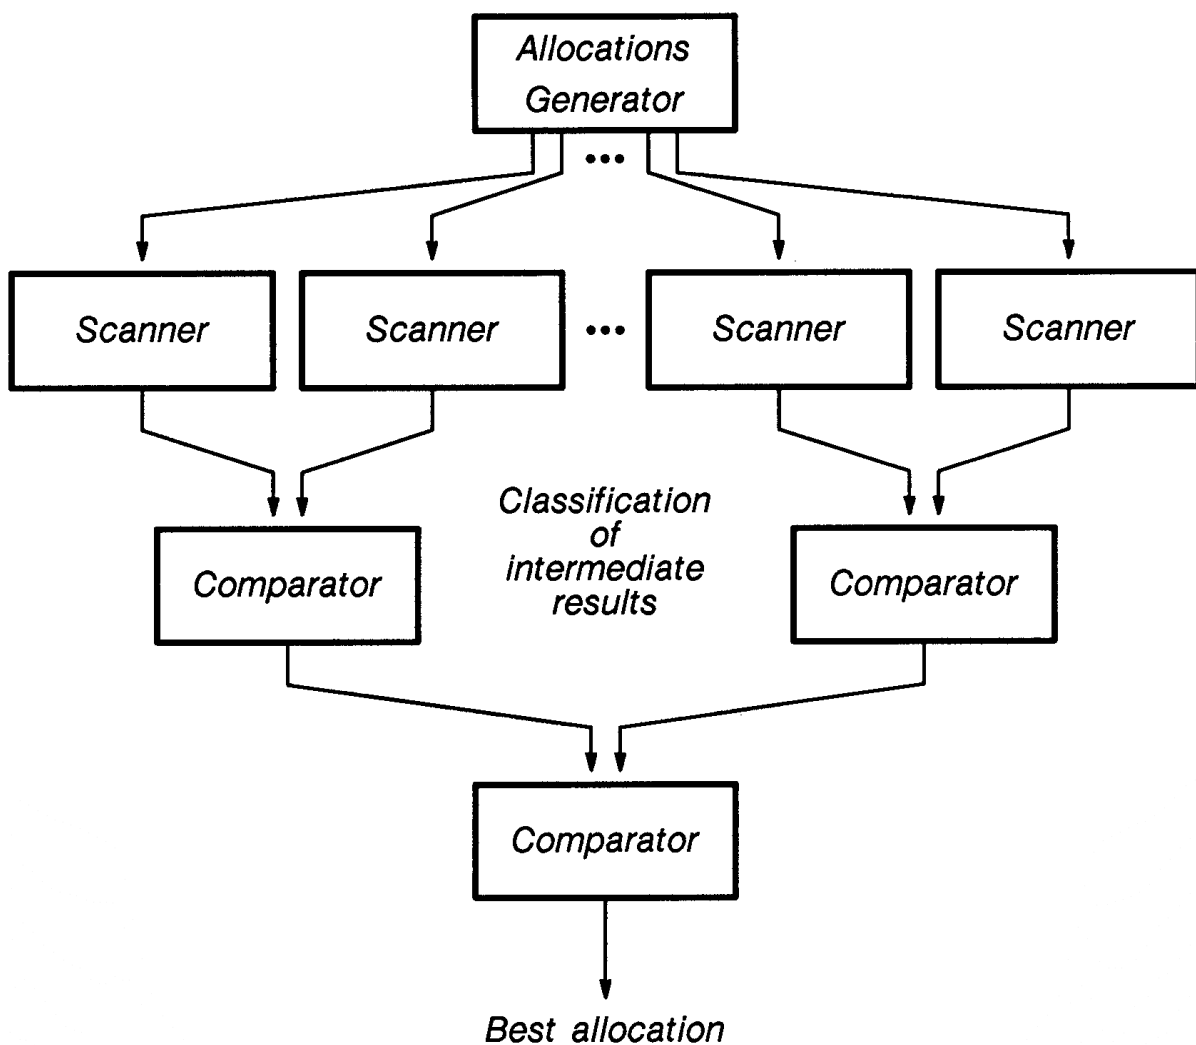 Allocations
Generator
•••
Scanner
Scanner
•••
Scanner
Scanner
Classification
of
intermediate
results
Comparator
Comparator
Comparator
Best allocation